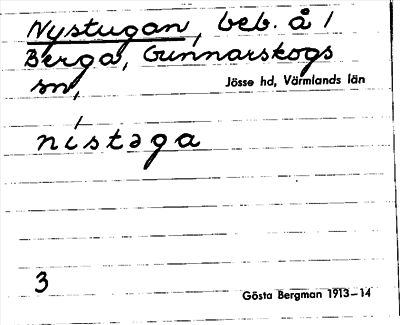 Nystugan, beb. å 1
Berga, Gunnarskogs
sn,
Jösse hd, Värmlands län
nístəga
3
Gösta Bergman 1913–14